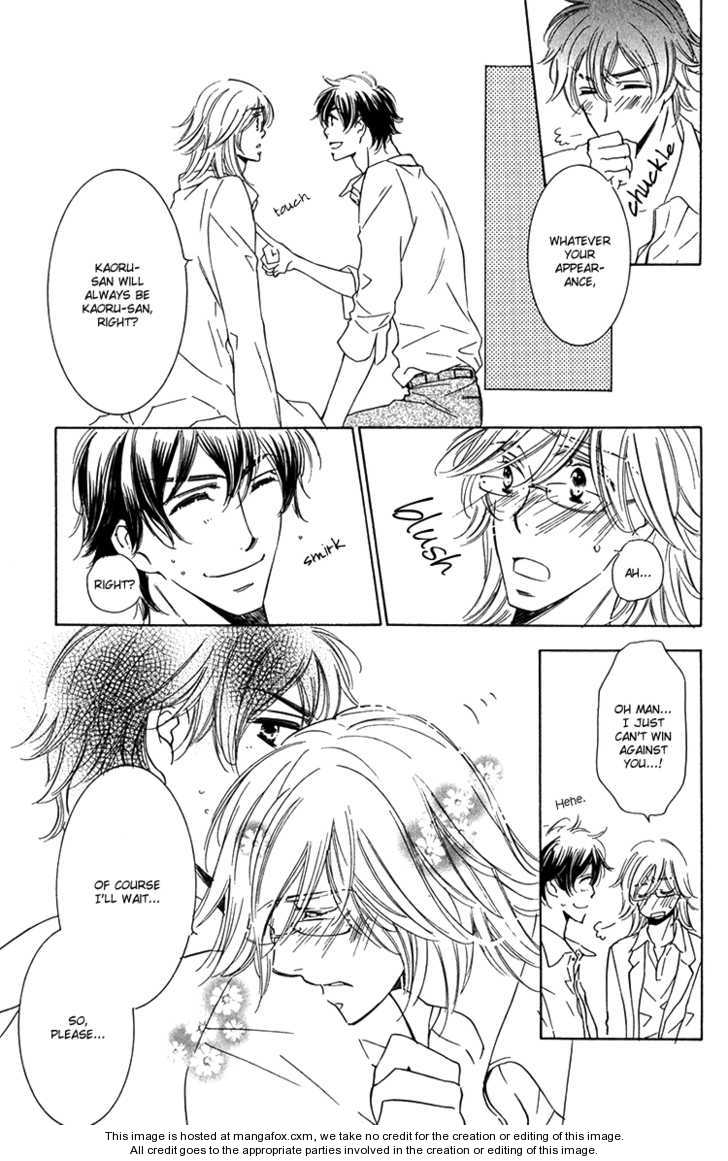 chuckle
WHATEVER
YOUR
APPEAR-
ANCE,
touch
KAORU-
SAN WILL
ALWAYS BE
KAORU-SAN,
RIGHT?
blush
AH...
smirk
RIGHT?
OH MAN...
I JUST
CAN'T WIN
AGAINST
YOU...!
Hehe.
OF COURSE
I'LL WAIT...
SO,
PLEASE...
This image is hosted at mangafox.cxm, we take no credit for the creation or editing of this image.
All credit goes to the appropriate parties involved in the creation or editing of this image.